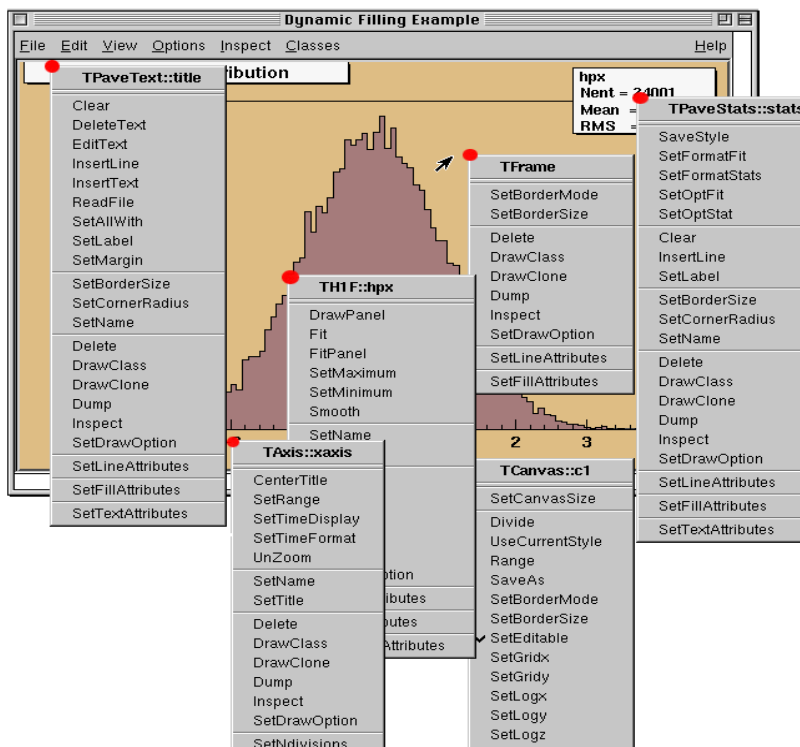 Dynamic Filling Example
File Edit View Options Inspect Classes Help
ribution
hpx
Nent = 24001
Mean =
RMS =
TPaveText::title
Clear
DeleteText
EditText
InsertLine
InsertText
ReadFile
SetAllWith
SetLabel
SetMargin
SetBorderSize
SetCornerRadius
SetName
Delete
DrawClass
DrawClone
Dump
Inspect
SetDrawOption
SetLineAttributes
SetFillAttributes
SetTextAttributes
TH1F::hpx
DrawPanel
Fit
FitPanel
SetMaximum
SetMinimum
Smooth
SetName
ption
ributes
butes
Attributes
TAxis::xaxis
CenterTitle
SetRange
SetTimeDisplay
SetTimeFormat
UnZoom
SetName
SetTitle
Delete
DrawClass
DrawClone
Dump
Inspect
SetDrawOption
SetNdivisions
TFrame
SetBorderMode
SetBorderSize
Delete
DrawClass
DrawClone
Dump
Inspect
SetDrawOption
SetLineAttributes
SetFillAttributes
2 3
TCanvas::c1
SetCanvasSize
Divide
UseCurrentStyle
Range
SaveAs
SetBorderMode
SetBorderSize
SetEditable
SetGridx
SetGridy
SetLogx
SetLogy
SetLogz
TPaveStats::stats
SaveStyle
SetFormatFit
SetFormatStats
SetOptFit
SetOptStat
Clear
InsertLine
SetLabel
SetBorderSize
SetCornerRadius
SetName
Delete
DrawClass
DrawClone
Dump
Inspect
SetDrawOption
SetLineAttributes
SetFillAttributes
SetTextAttributes